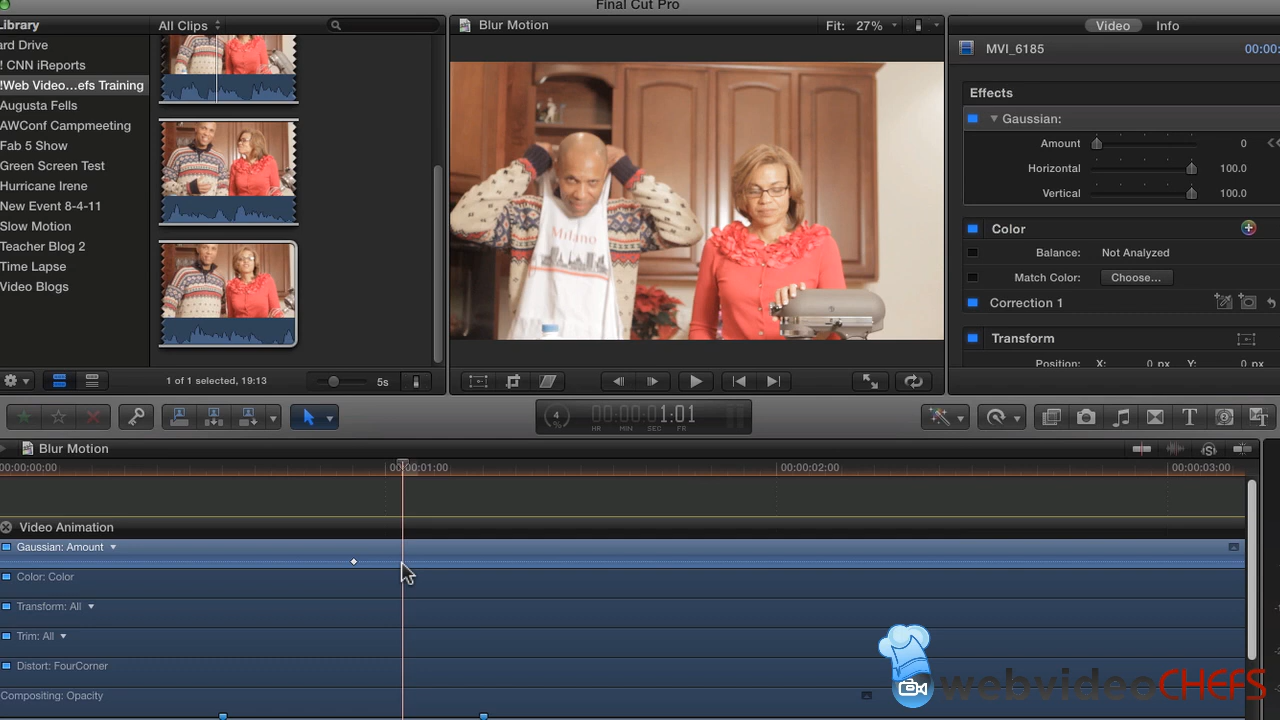 Final Cut Pro
Library
All Clips
Blur Motion
Fit: 27%
Video
Info
ard Drive
! CNN iReports
!Web Video...efs Training
Augusta Fells
AWConf Campmeeting
Fab 5 Show
Green Screen Test
Hurricane Irene
New Event 8-4-11
Slow Motion
Teacher Blog 2
Time Lapse
Video Blogs
MVI_6185
00:00:
Effects
Gaussian:
Amount 0
Horizontal 100.0
Vertical 100.0
Color
Balance: Not Analyzed
Match Color: Choose...
Correction 1
Transform
Position: X: 0 px Y: 0 px
Milano
1 of 1 selected, 19:13
5s
4
%
00:00:01:01
HR MIN SEC FR
Blur Motion
00:00:00:00
00:00:01:00
00:00:02:00
00:00:03:00
Video Animation
Gaussian: Amount
Color: Color
Transform: All
Trim: All
Distort: FourCorner
Compositing: Opacity
webvideoCHEFS